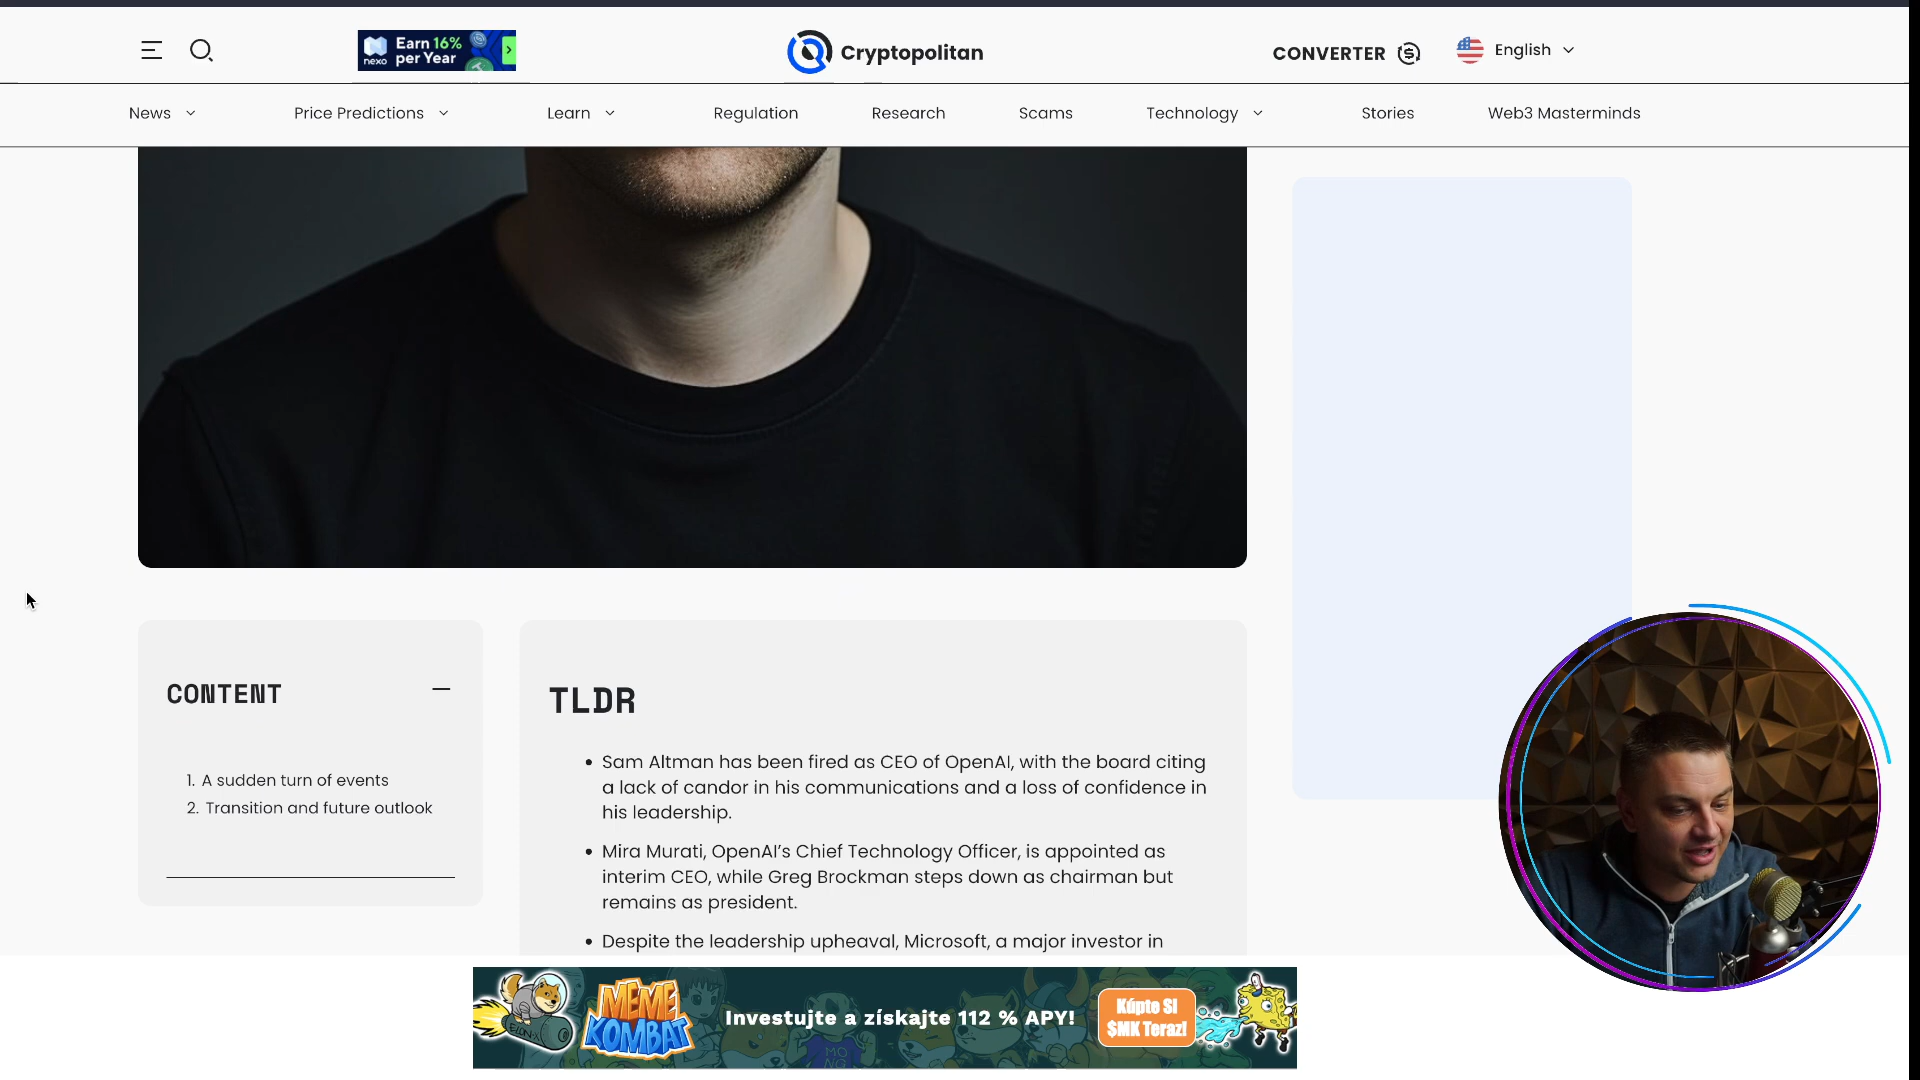 nexo
Earn 16%
per Year
Cryptopolitan
CONVERTER
English
News
Price Predictions
Learn
Regulation
Research
Scams
Technology
Stories
Web3 Masterminds
CONTENT
1. A sudden turn of events
2. Transition and future outlook
TLDR
• Sam Altman has been fired as CEO of OpenAI, with the board citing
a lack of candor in his communications and a loss of confidence in
his leadership.
• Mira Murati, OpenAI’s Chief Technology Officer, is appointed as
interim CEO, while Greg Brockman steps down as chairman but
remains as president.
• Despite the leadership upheaval, Microsoft, a major investor in
MEME
KOMBAT
Investujte a získajte 112 % APY!
Kúpte SI
$MK Teraz!